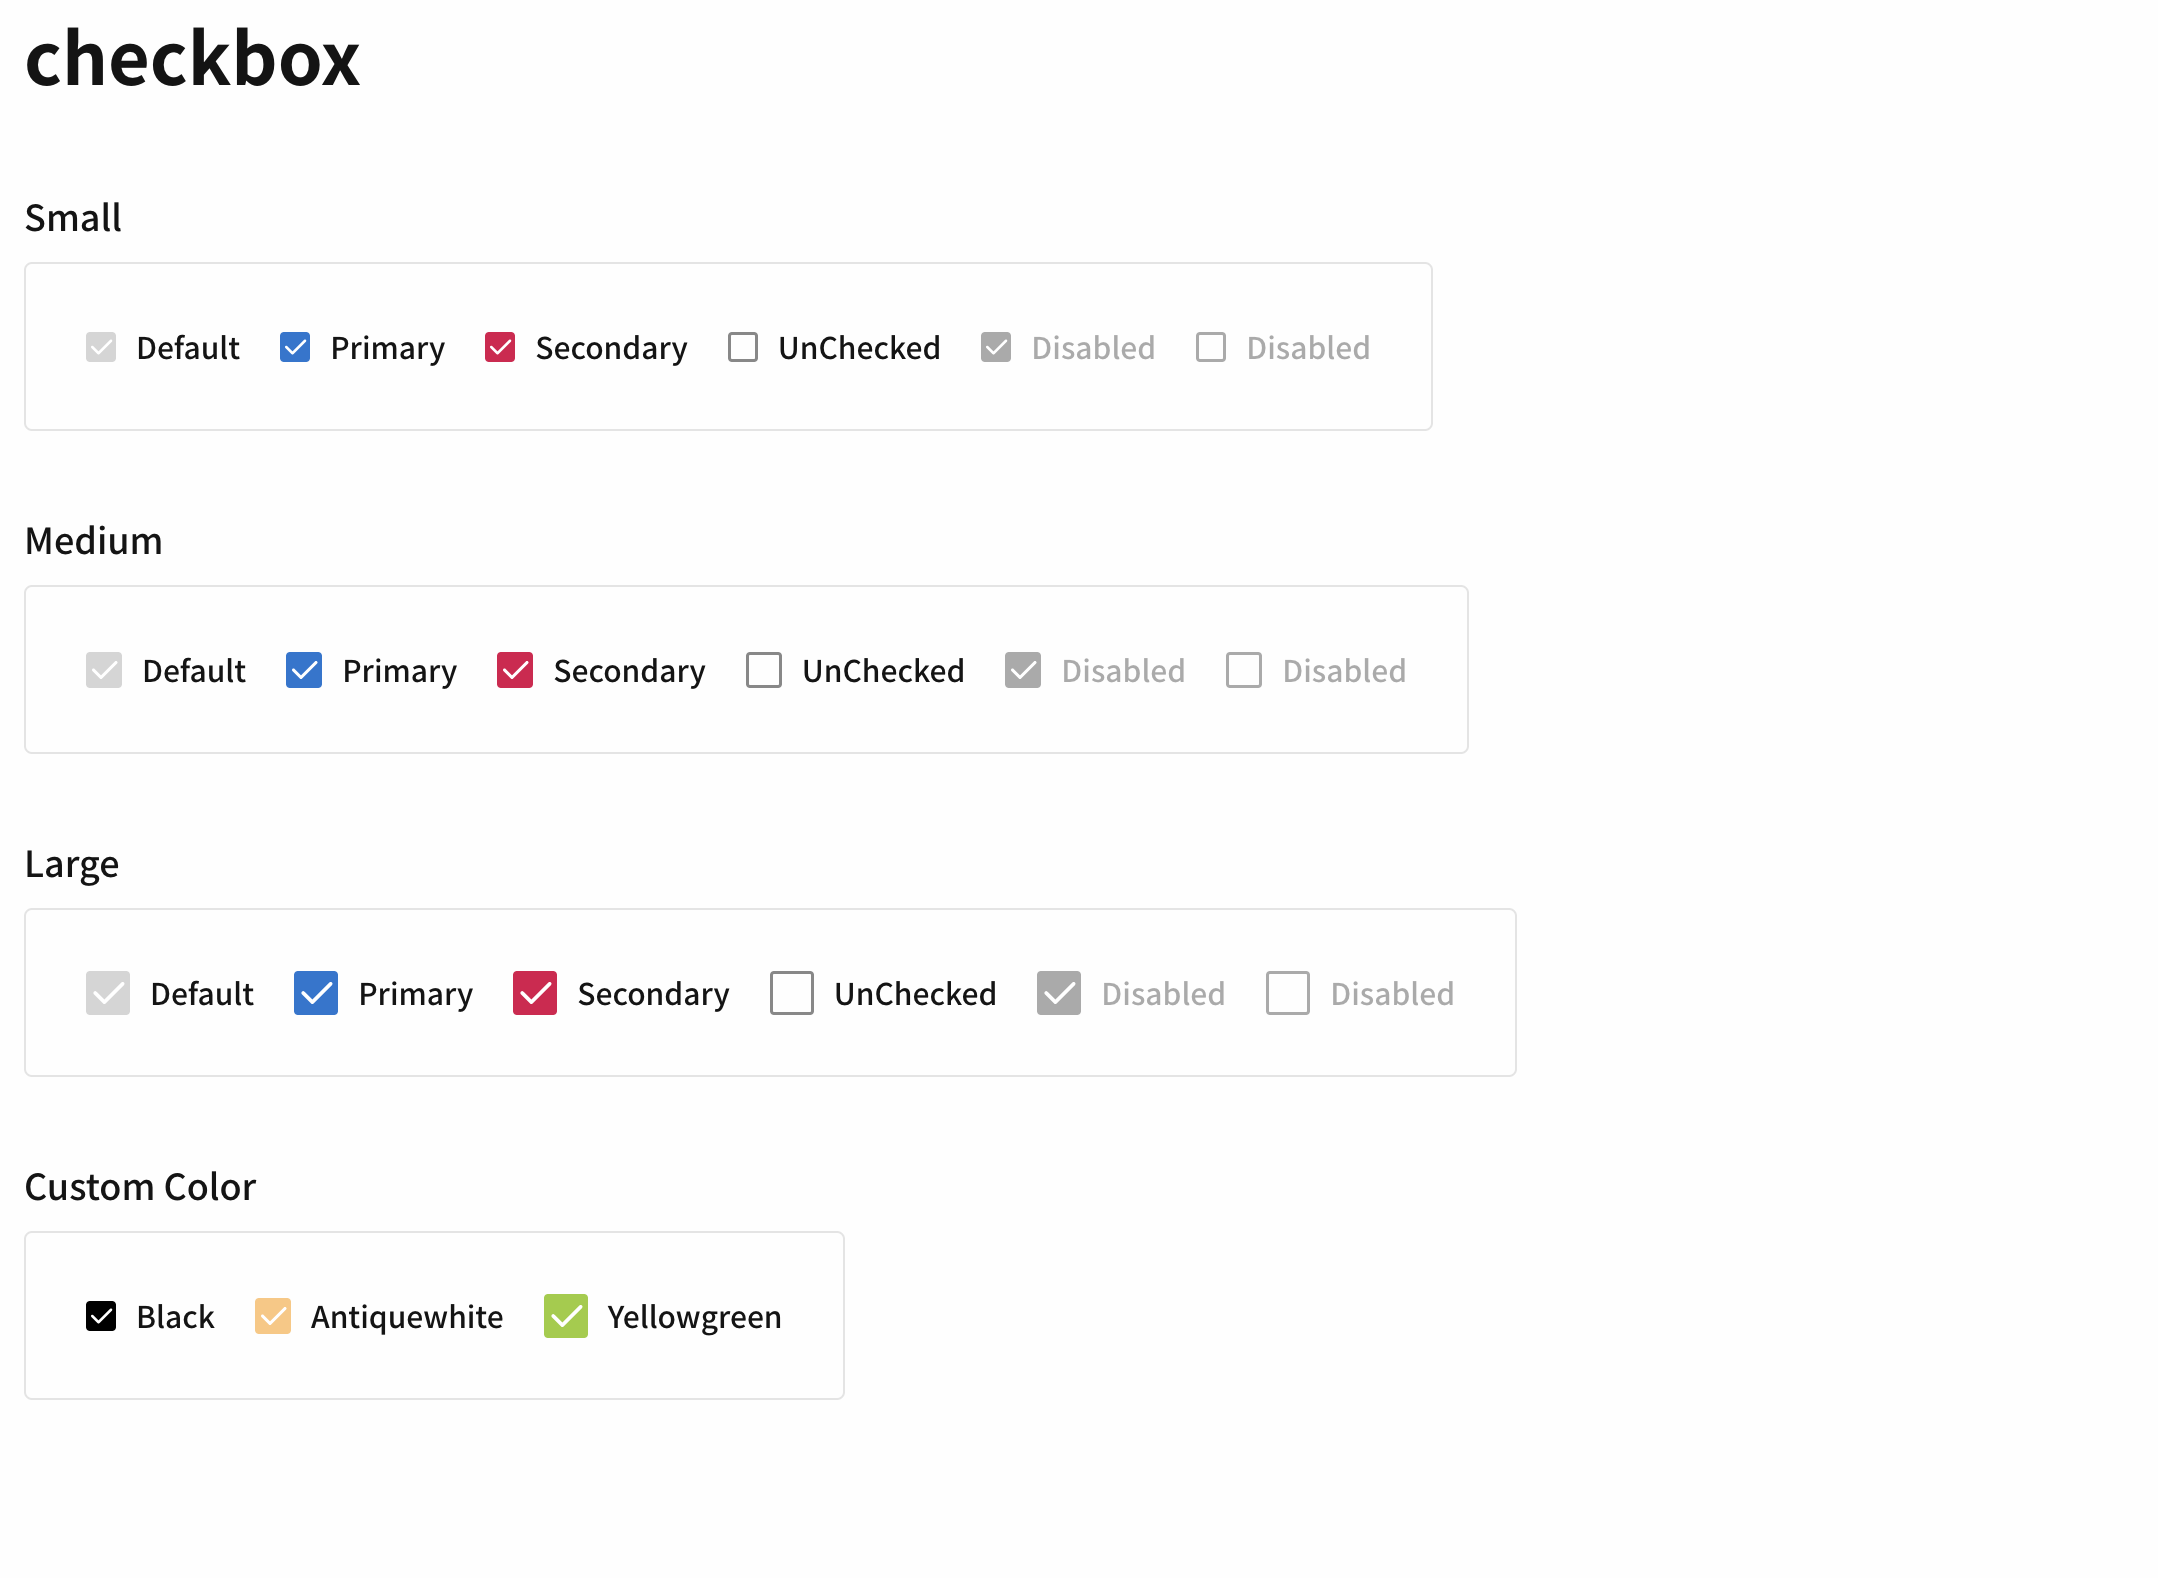 checkbox
Small
Default Primary Secondary UnChecked Disabled Disabled
Medium
Default Primary Secondary UnChecked Disabled Disabled
Large
Default Primary Secondary UnChecked Disabled Disabled
Custom Color
Black Antiquewhite Yellowgreen